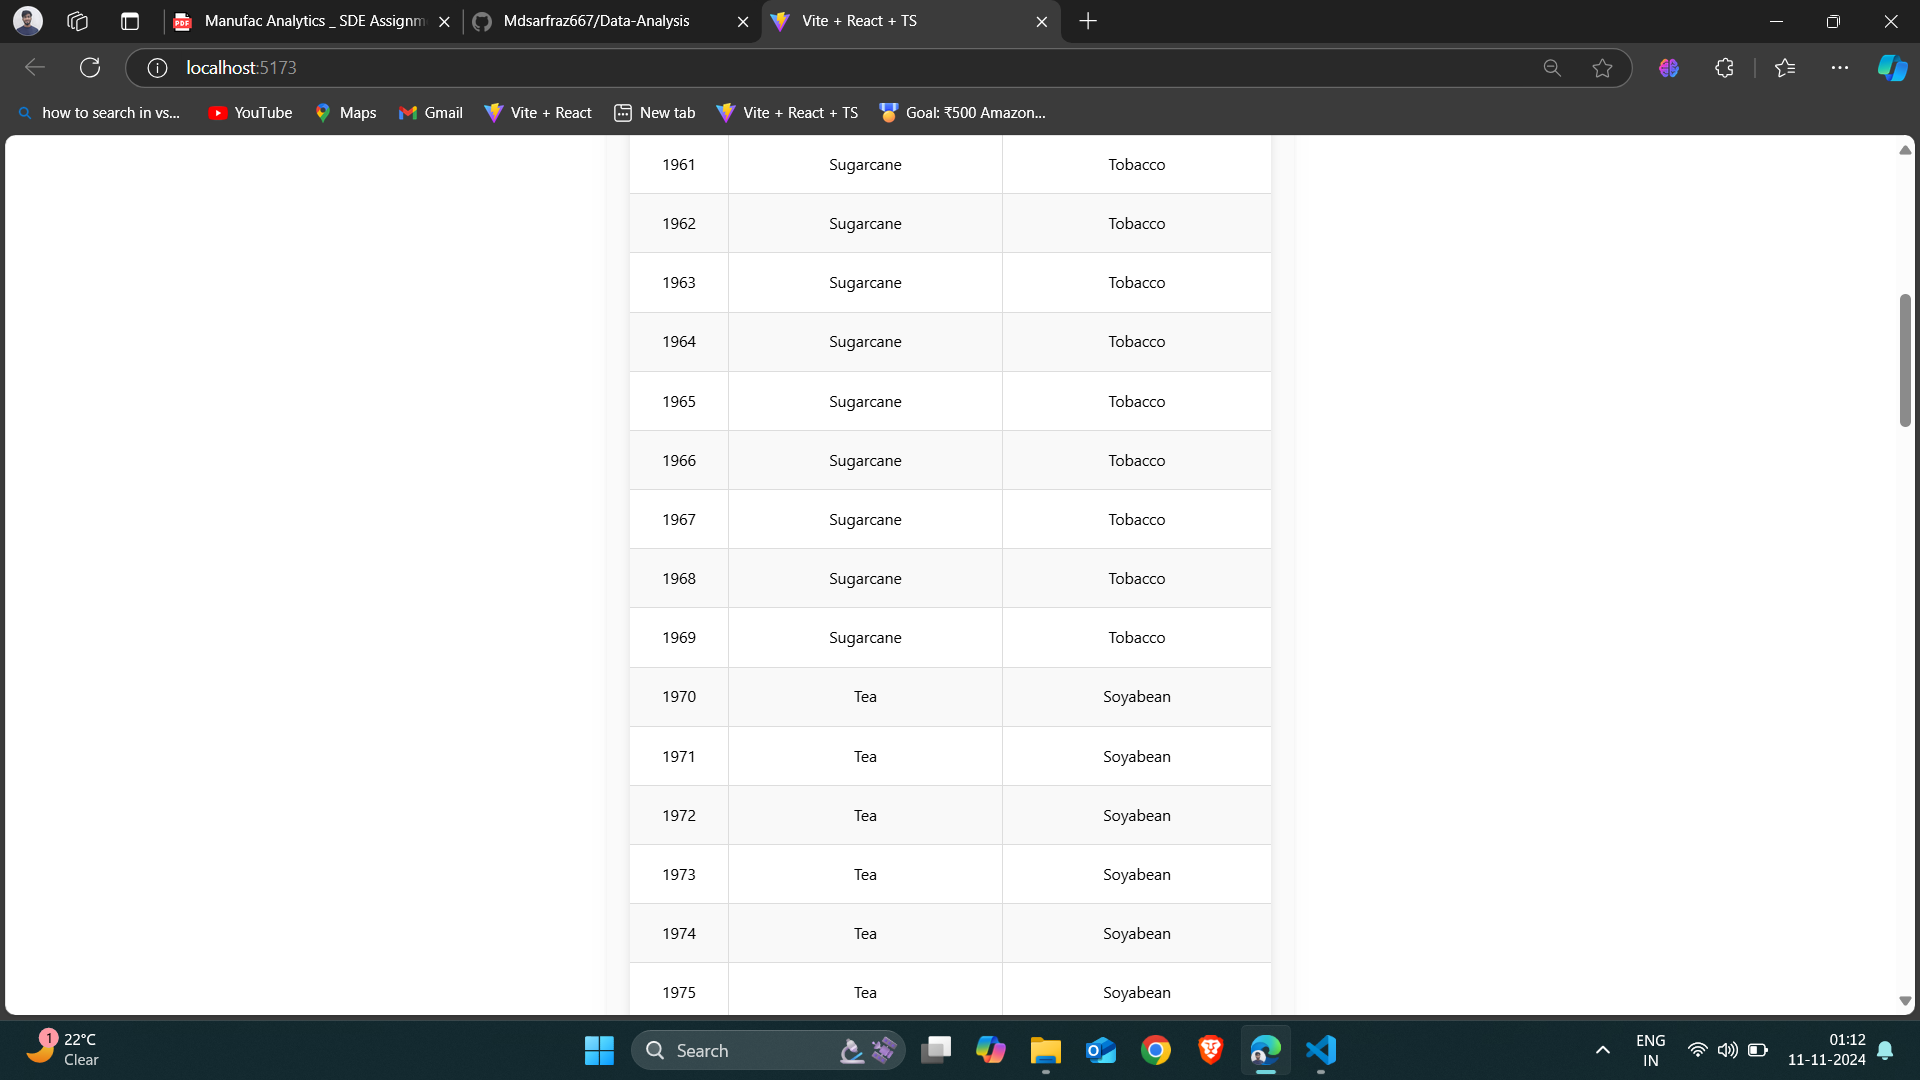 Manufac Analytics _ SDE Assignm
Mdsarfraz667/Data-Analysis
Vite + React + TS
localhost:5173
how to search in vs...
YouTube
Maps
Gmail
Vite + React
New tab
Vite + React + TS
Goal: ₹500 Amazon...
1961 Sugarcane Tobacco
1962 Sugarcane Tobacco
1963 Sugarcane Tobacco
1964 Sugarcane Tobacco
1965 Sugarcane Tobacco
1966 Sugarcane Tobacco
1967 Sugarcane Tobacco
1968 Sugarcane Tobacco
1969 Sugarcane Tobacco
1970 Tea Soyabean
1971 Tea Soyabean
1972 Tea Soyabean
1973 Tea Soyabean
1974 Tea Soyabean
1975 Tea Soyabean
1
22°C
Clear
Search
ENG
IN
01:12
11-11-2024